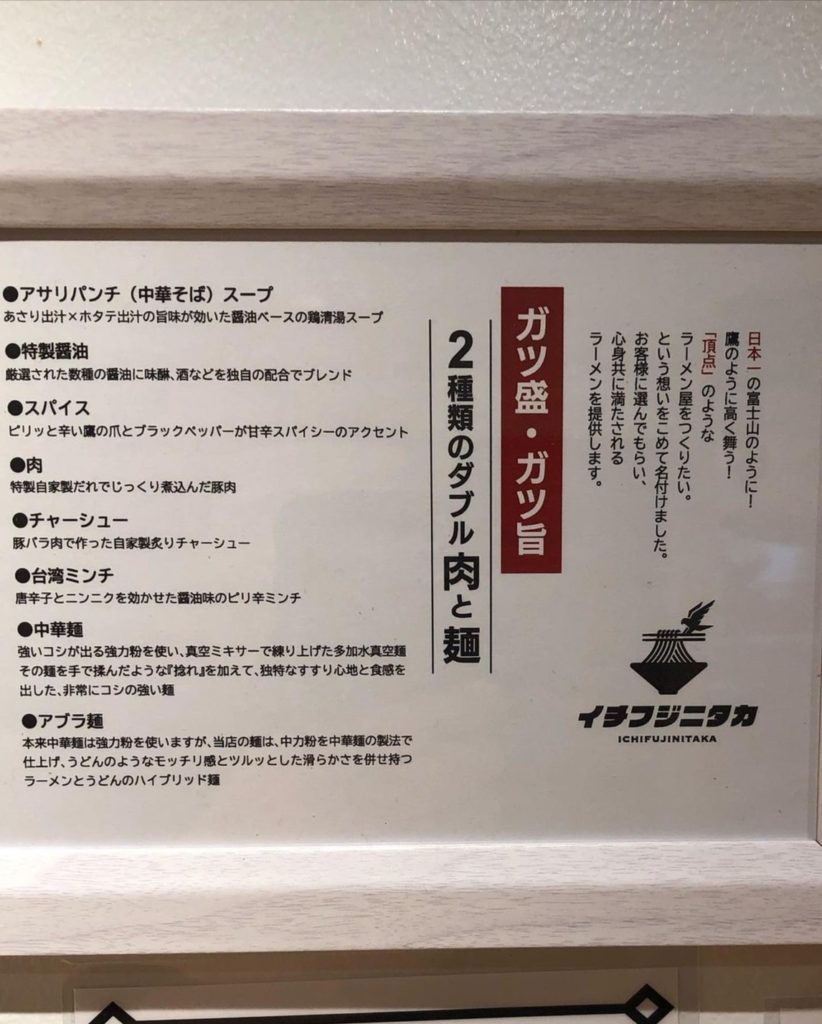 日本一の富士山のように！
鷹のように高く舞う！
「頂点」のような
ラーメン屋をつくりたい。
という想いをこめて名付けました。
お客様に選んでもらい、
心身共に満たされる
ラーメンを提供します。
イチフジニタカ
ICHIFUJINITAKA
ガツ盛・ガツ旨
2種類のダブル肉と麺
●アサリパンチ（中華そば）スープ
あさり出汁×ホタテ出汁の旨味が効いた醤油ベースの鶏清湯スープ
●特製醤油
厳選された数種の醤油に味醂、酒などを独自の配合でブレンド
●スパイス
ピリッと辛い鷹の爪とブラックペッパーが甘辛スパイシーのアクセント
●肉
特製自家製だれでじっくり煮込んだ豚肉
●チャーシュー
豚バラ肉で作った自家製炙りチャーシュー
●台湾ミンチ
唐辛子とニンニクを効かせた醤油味のピリ辛ミンチ
●中華麺
強いコシが出る強力粉を使い、真空ミキサーで練り上げた多加水真空麺
その麺を手で揉んだような『捻れ』を加えて、独特なすすり心地と食感を
出した、非常にコシの強い麺
●アブラ麺
本来中華麺は強力粉を使いますが、当店の麺は、中力粉を中華麺の製法で
仕上げ、うどんのようなモッチリ感とツルッとした滑らかさを併せ持つ
ラーメンとうどんのハイブリッド麺